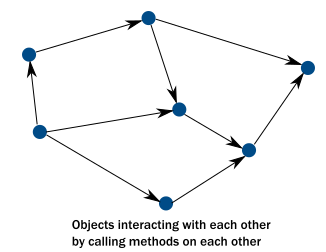 Objects interacting with each other
by calling methods on each other